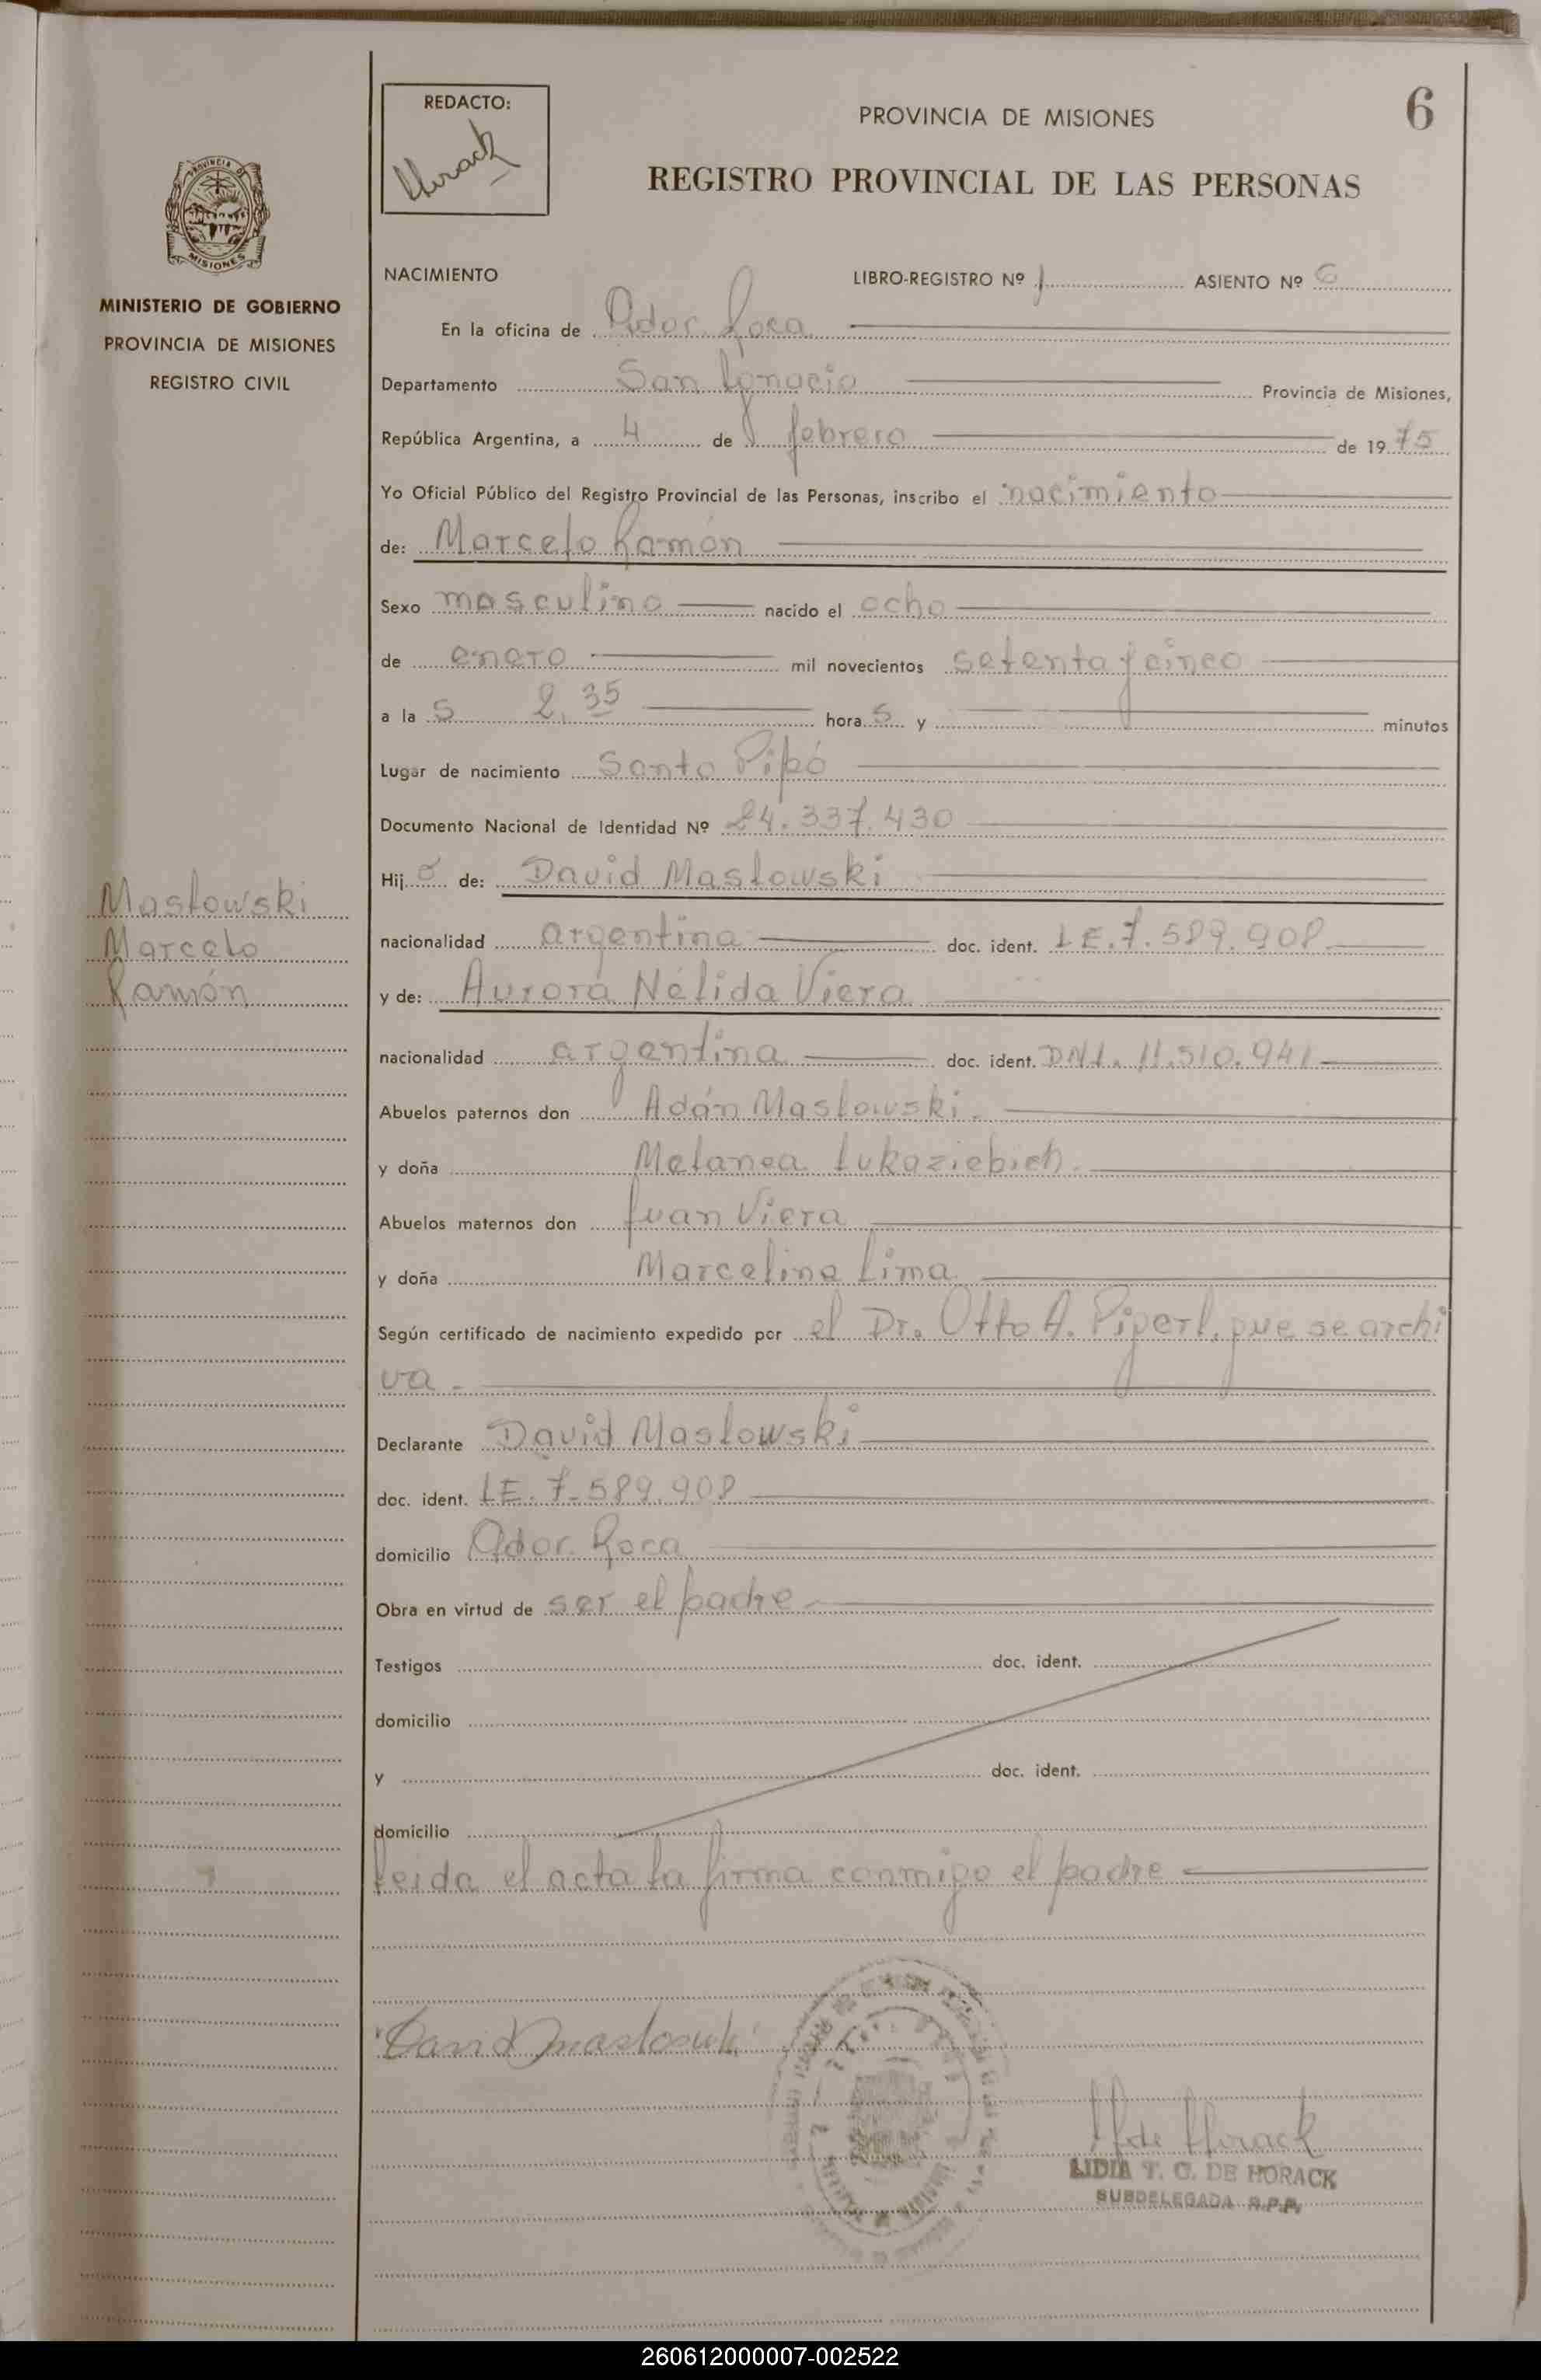 REDACTO:
Horack
PROVINCIA DE MISIONES
6
REGISTRO PROVINCIAL DE LAS PERSONAS
PROVINCIA DE
MISIONES
MINISTERIO DE GOBIERNO
PROVINCIA DE MISIONES
REGISTRO CIVIL
NACIMIENTO LIBRO-REGISTRO Nº 1 ASIENTO Nº 6
En la oficina de Gdor. Roca
Departamento San Ignacio Provincia de Misiones,
República Argentina, a 4 de febrero de 1975
Yo Oficial Público del Registro Provincial de las Personas, inscribo el nacimiento
de: Marcelo Ramón
Sexo masculino nacido el ocho
de enero mil novecientos setenta y cinco
a las 2,35 horas y minutos
Lugar de nacimiento Santo Pipó
Documento Nacional de Identidad Nº 24.337.430
Hijo de: David Maslowski
nacionalidad argentina doc. ident. LE. 7.589.908
y de: Aurora Nélida Viera
nacionalidad argentina doc. ident. DNI. 11.510.941
Abuelos paternos don Adán Maslowski.
y doña Melanea Lukaziebich.
Abuelos maternos don Juan Viera
y doña Marcelina Lima
Según certificado de nacimiento expedido por el Dr. Otto A. Piperl, que se archi
va.-
Declarante David Maslowski
doc. ident. LE. 7.589.908
domicilio Gdor. Roca
Obra en virtud de ser el padre
Testigos doc. ident.
domicilio
y doc. ident.
domicilio
Leida el acta la firma conmigo el padre
David Maslowski
L T de Horack
LIDIA T. C. DE HORACK
SUBDELEGADA R.P.P.
Maslowski
Marcelo
Ramón
260612000007-002522